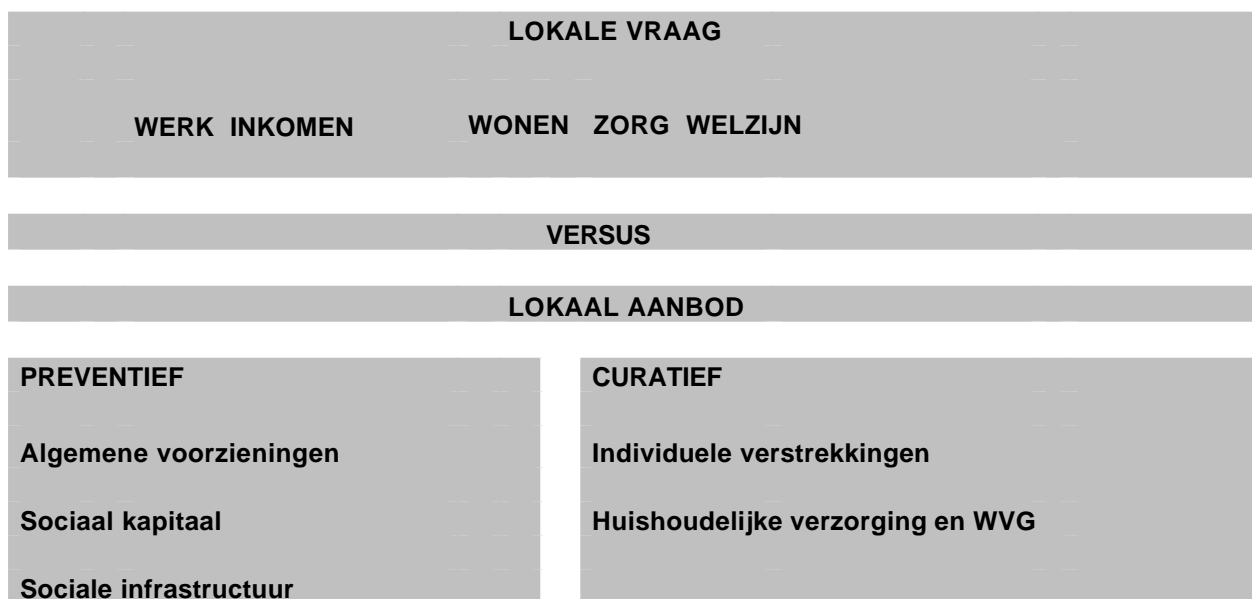 LOKALE VRAAG
WERK INKOMEN WONEN ZORG WELZIJN
VERSUS
LOKAAL AANBOD
PREVENTIEF
Algemene voorzieningen
Sociaal kapitaal
Sociale infrastructuur
CURATIEF
Individuele verstrekkingen
Huishoudelijke verzorging en WVG